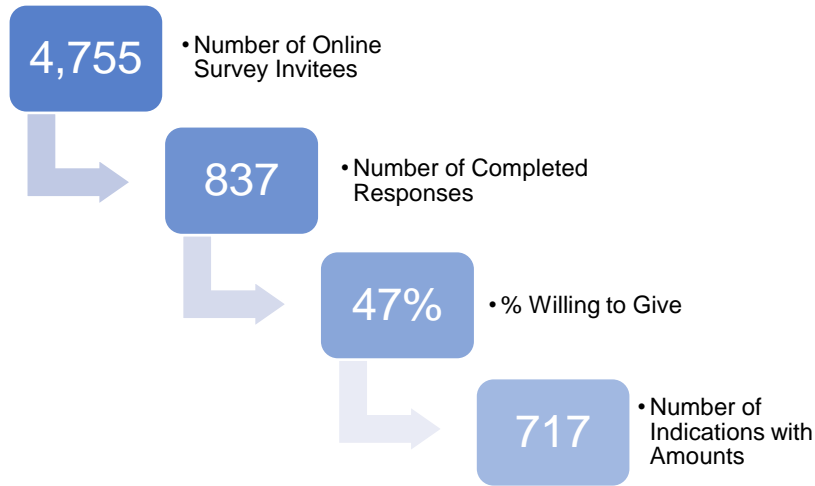 4,755
• Number of Online
Survey Invitees
837
• Number of Completed
Responses
47%
• % Willing to Give
717
• Number of
Indications with
Amounts